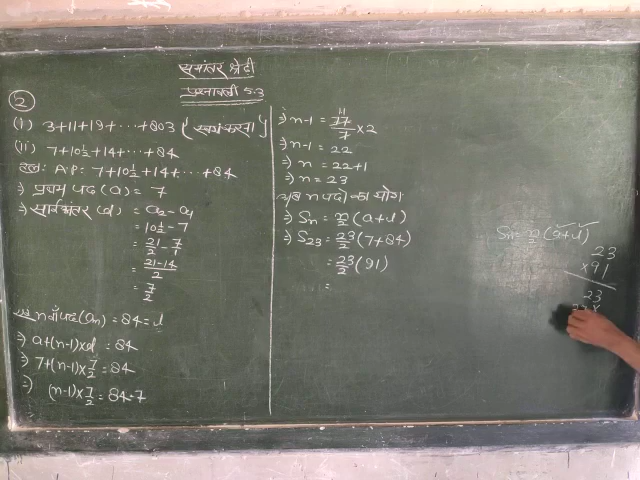 समांतर श्रेढ़ी
प्रश्नावली 5.3
2
(i) 3+11+19+...+803 { स्वयं करना }
(ii) 7+10½+14+...+84
हल: A.P.= 7+10½+14+...+84
⇒ प्रथम पद (a) = 7
⇒ सार्वअंतर (d) = a₂-a₁
= 10½-7
= 21/2 - 7/1
= 21-14/2
= 7/2
nवाँ पद (an) = 84 = l
⇒ a+(n-1)×d = 84
⇒ 7+(n-1)×7/2 = 84
⇒ (n-1)×7/2 = 84-7
⇒ n-1 = 77/7 ×2
11
⇒ n-1 = 22
⇒ n = 22+1
⇒ n = 23
अब n पदों का योग
⇒ Sn = n/2 (a+l)
⇒ S₂₃ = 23/2 (7+84)
= 23/2 (91)
=
Sn = n/2 (a+l)
23
×91
23